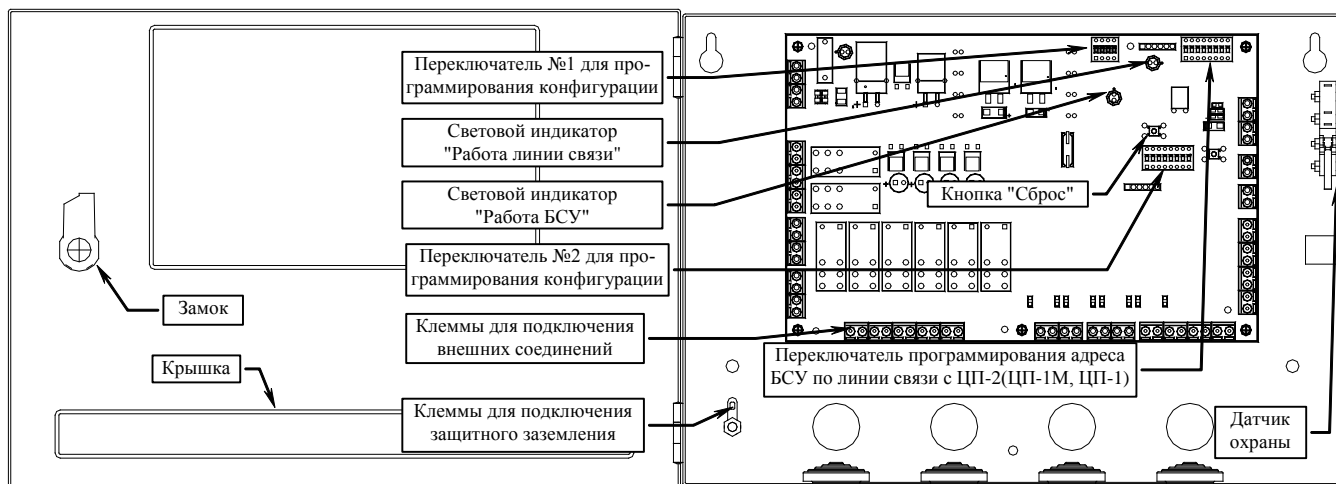 Переключатель №1 для про-
граммирования конфигурации
Световой индикатор
"Работа линии связи"
Световой индикатор
"Работа БСУ"
Кнопка "Сброс"
Переключатель №2 для про-
граммирования конфигурации
Замок
Клеммы для подключения
внешних соединений
Переключатель программирования адреса
БСУ по линии связи с ЦП-2(ЦП-1М, ЦП-1)
Крышка
Клеммы для подключения
защитного заземления
Датчик
охраны